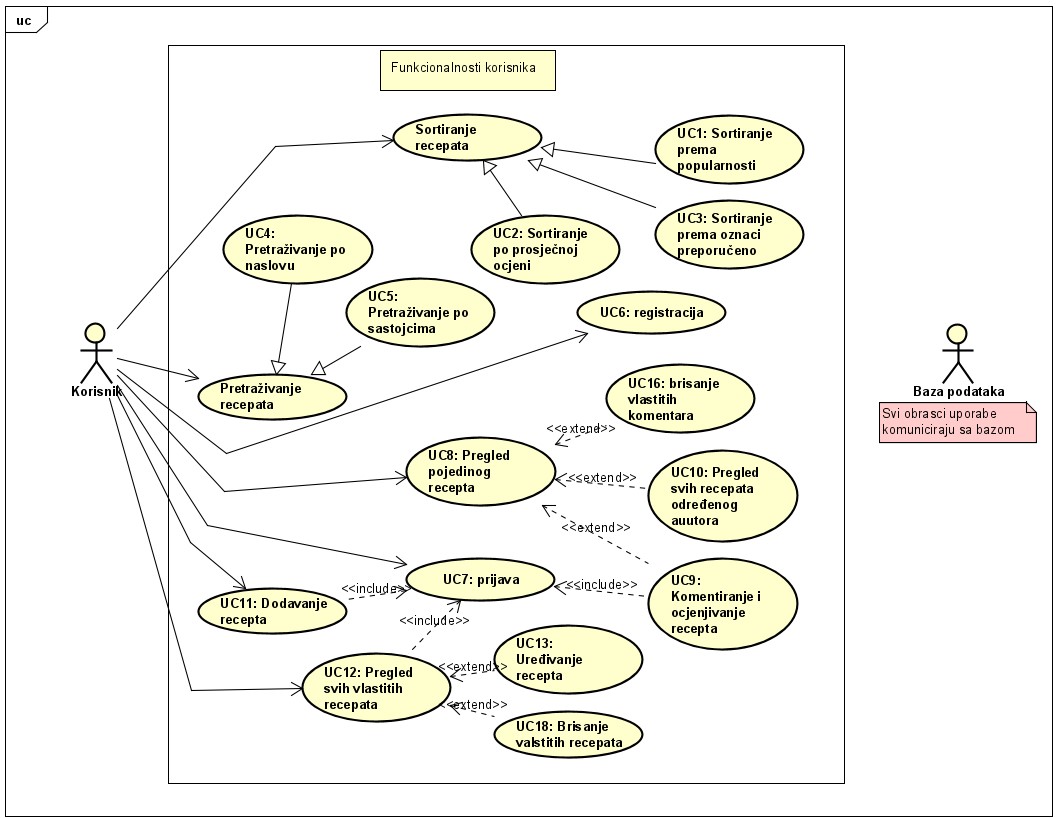 uc
Funkcionalnosti korisnika
Sortiranje
recepata
UC1: Sortiranje
prema
popularnosti
UC4:
Pretraživanje po
naslovu
UC2: Sortiranje
po prosječnoj
ocjeni
UC3: Sortiranje
prema oznaci
preporučeno
UC5:
Pretraživanje po
sastojcima
UC6: registracija
Korisnik
Pretraživanje
recepata
Baza podataka
Svi obrasci uporabe
komuniciraju sa bazom
UC16: brisanje
vlastitih
komentara
<<extend>>
UC8: Pregled
pojedinog
recepta
<<extend>>
UC10: Pregled
svih recepata
određenog
auutora
<<extend>>
UC7: prijava
<<include>>
UC9:
Komentiranje i
ocjenjivanje
recepta
<<include>>
UC11: Dodavanje
recepta
<<include>>
UC12: Pregled
svih vlastitih
recepata
<<extend>>
UC13:
Uređivanje
recepta
<<extend>>
UC18: Brisanje
valstitih recepata